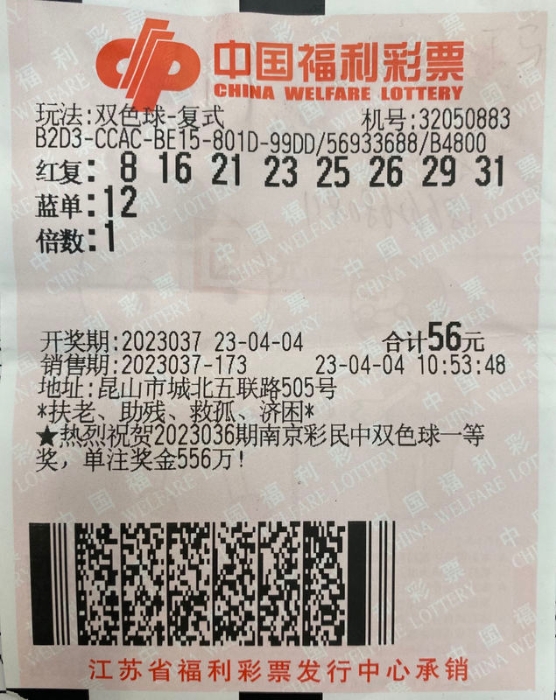 中国福利彩票
CHINA WELFARE LOTTERY
玩法:双色球-复式 机号:32050883
B2D3-CCAC-BE15-801D-99DD/56933688/B4800
红复: 8 16 21 23 25 26 29 31
蓝单:12
倍数:1
开奖期:2023037 23-04-04 合计56元
销售期:2023037-173 23-04-04 10:53:48
地址:昆山市城北五联路505号
*扶老、助残、救孤、济困*
★热烈祝贺2023036期南京彩民中双色球一等
奖, 单注奖金556万!
江苏省福利彩票发行中心承销